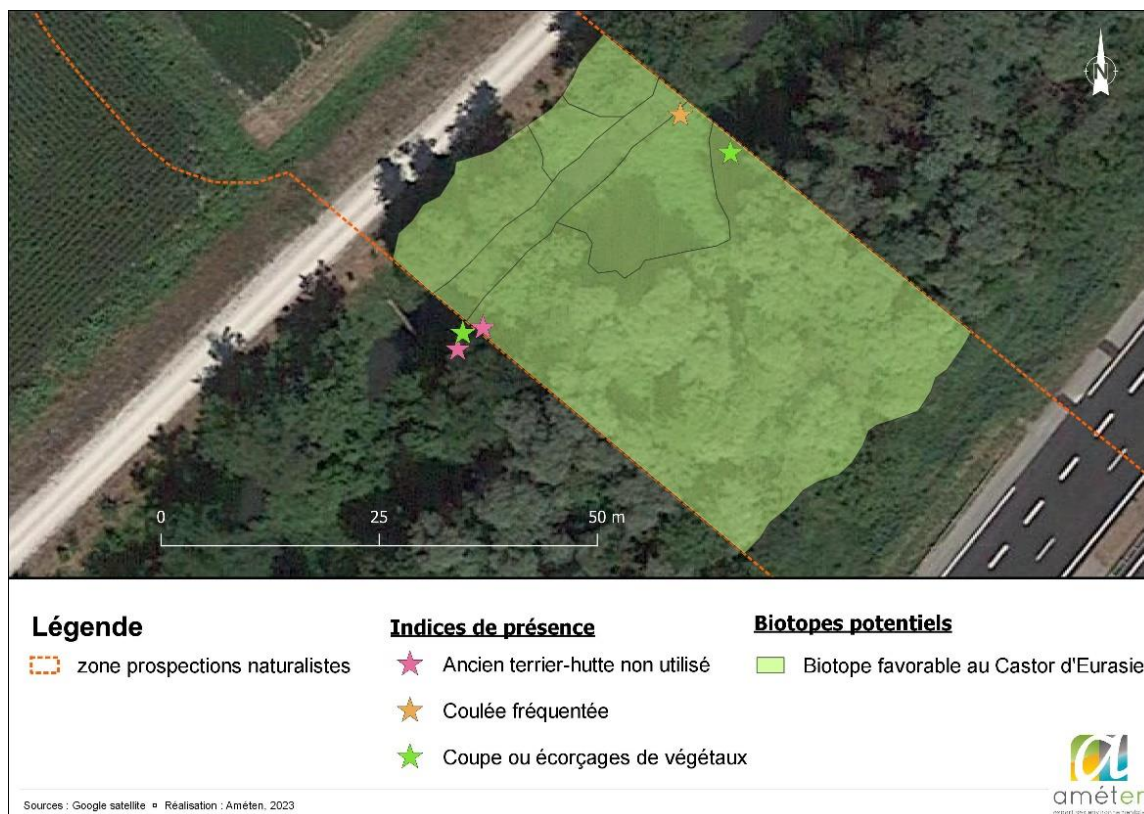 N
0 25 50 m
Légende
zone prospections naturalistes
Indices de présence
Ancien terrier-hutte non utilisé
Coulée fréquentée
Coupe ou écorçages de végétaux
Biotopes potentiels
Biotope favorable au Castor d'Eurasie
Sources : Google satellite ▫ Réalisation : Améten, 2023
améten